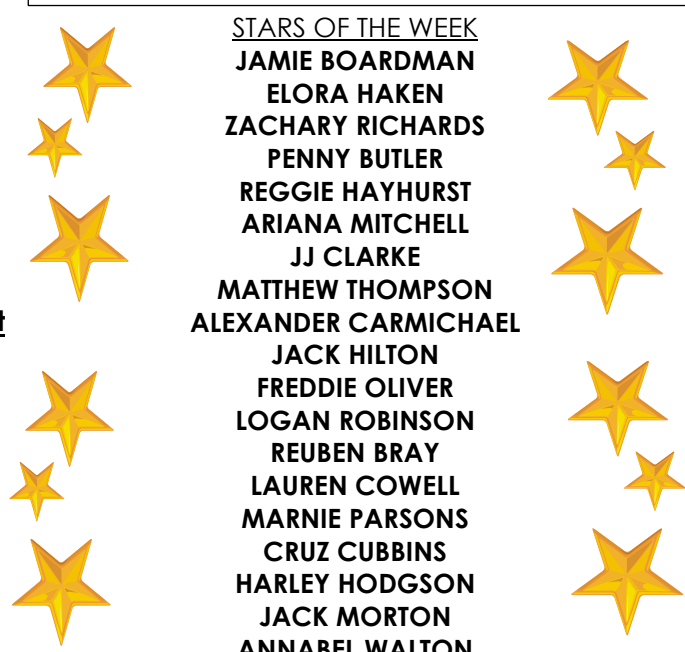 STARS OF THE WEEK
JAMIE BOARDMAN
ELORA HAKEN
ZACHARY RICHARDS
PENNY BUTLER
REGGIE HAYHURST
ARIANA MITCHELL
JJ CLARKE
MATTHEW THOMPSON
ALEXANDER CARMICHAEL
JACK HILTON
FREDDIE OLIVER
LOGAN ROBINSON
REUBEN BRAY
LAUREN COWELL
MARNIE PARSONS
CRUZ CUBBINS
HARLEY HODGSON
JACK MORTON
ANNABEL WALTON